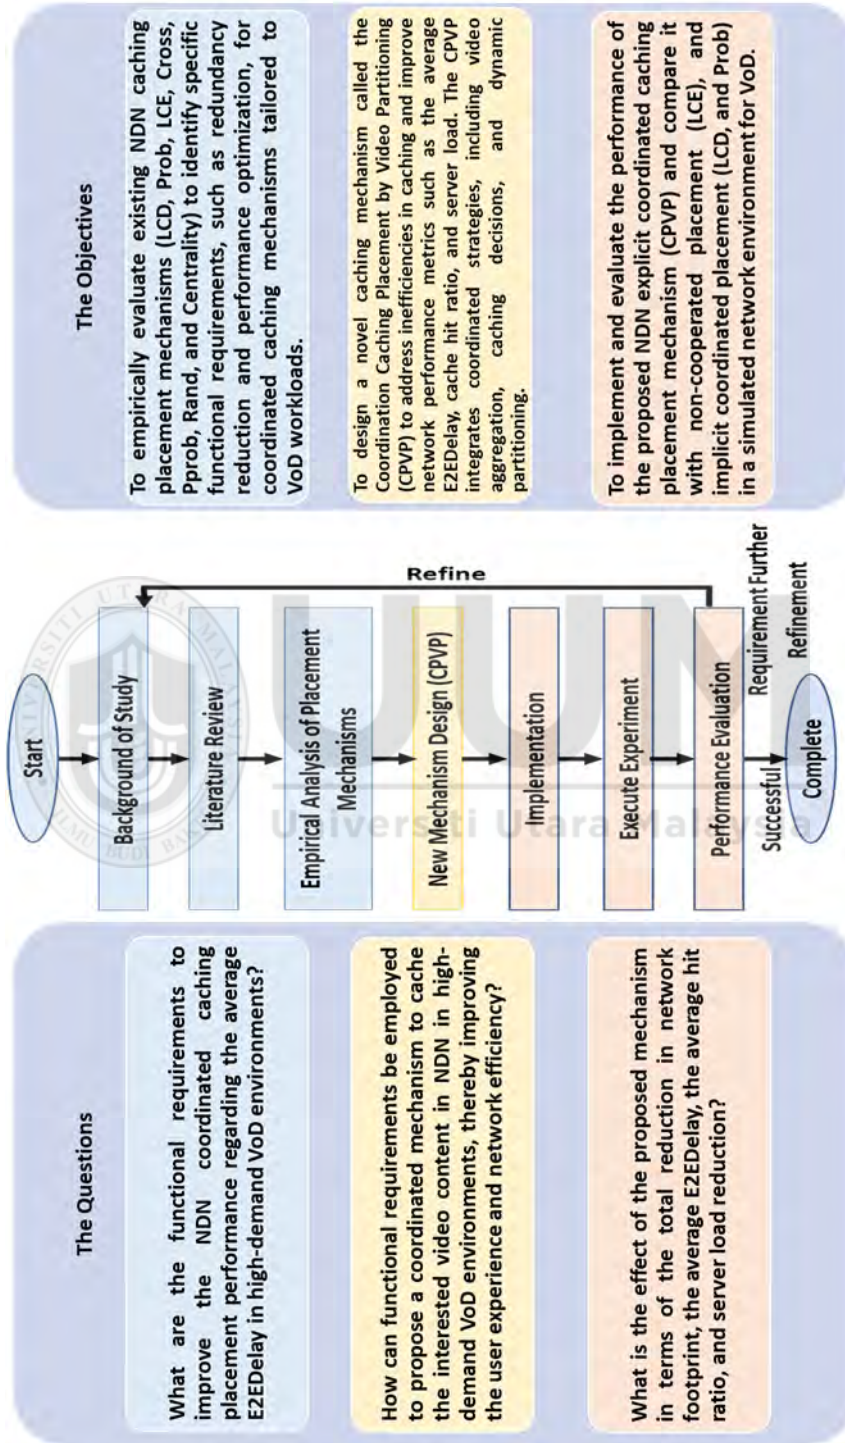 The Questions
What are the functional requirements to
improve the NDN coordinated caching
placement performance regarding the average
E2EDelay in high-demand VoD environments?
How can functional requirements be employed
to propose a coordinated mechanism to cache
the interested video content in NDN in high-
demand VoD environments, thereby improving
the user experience and network efficiency?
What is the effect of the proposed mechanism
in terms of the total reduction in network
footprint, the average E2EDelay, the average hit
ratio, and server load reduction?
Start
Background of Study
Literature Review
Empirical Analysis of Placement
Mechanisms
New Mechanism Design (CPVP)
Implementation
Execute Experiment
Performance Evaluation
Refine
Successful
Requirement Further
Refinement
Complete
The Objectives
To empirically evaluate existing NDN caching
placement mechanisms (LCD, Prob, LCE, Cross,
Pprob, Rand, and Centrality) to identify specific
functional requirements, such as redundancy
reduction and performance optimization, for
coordinated caching mechanisms tailored to
VoD workloads.
To design a novel caching mechanism called the
Coordination Caching Placement by Video Partitioning
(CPVP) to address inefficiencies in caching and improve
network performance metrics such as the average
E2EDelay, cache hit ratio, and server load. The CPVP
integrates coordinated strategies, including video
aggregation, caching decisions, and dynamic
partitioning.
To implement and evaluate the performance of
the proposed NDN explicit coordinated caching
placement mechanism (CPVP) and compare it
with non-cooperated placement (LCE), and
implicit coordinated placement (LCD, and Prob)
in a simulated network environment for VoD.
UUM
Universiti Utara Malaysia
UNIVERSITI UTARA MALAYSIA
ILMU BUDI BAKTI